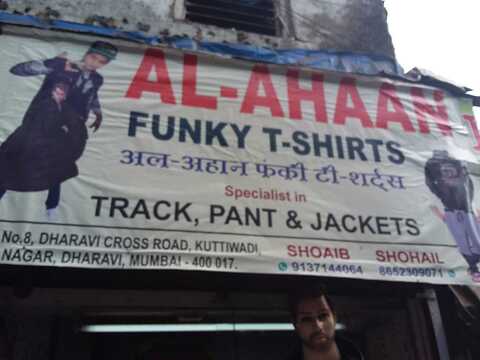 AL-AHAAN
FUNKY T-SHIRTS
अल-अहान फंकी टी-शर्ट्स
Specialist in
TRACK, PANT & JACKETS
No.8, DHARAVI CROSS ROAD, KUTTIWADI
NAGAR, DHARAVI, MUMBAI - 400 017.
SHOAIB SHOHAIL
9137144064 8652309071